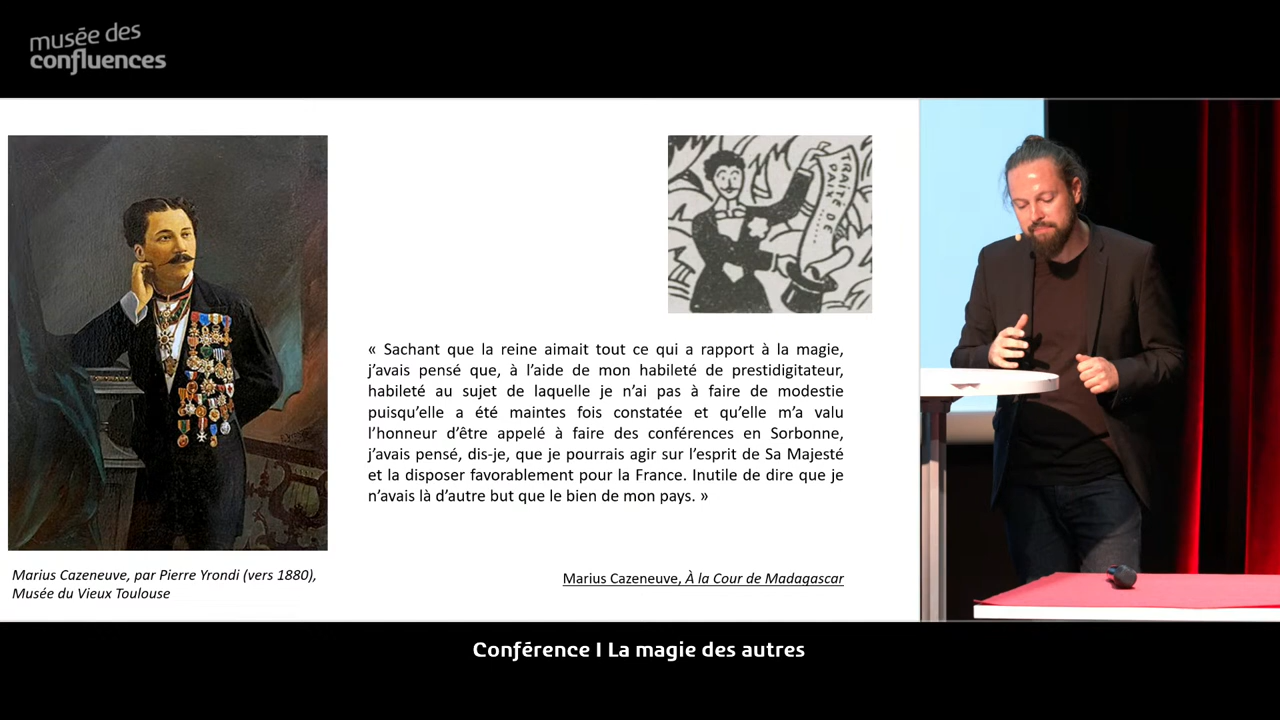 musée des
confluences
TRAITÉ DE
PAIX
« Sachant que la reine aimait tout ce qui a rapport à la magie,
j'avais pensé que, à l'aide de mon habileté de prestidigitateur,
habileté au sujet de laquelle je n'ai pas à faire de modestie
puisqu'elle a été maintes fois constatée et qu'elle m'a valu
l'honneur d'être appelé à faire des conférences en Sorbonne,
j'avais pensé, dis-je, que je pourrais agir sur l'esprit de Sa Majesté
et la disposer favorablement pour la France. Inutile de dire que je
n'avais là d'autre but que le bien de mon pays. »
Marius Cazeneuve, par Pierre Yrondi (vers 1880),
Musée du Vieux Toulouse
Marius Cazeneuve, À la Cour de Madagascar
Conférence I La magie des autres